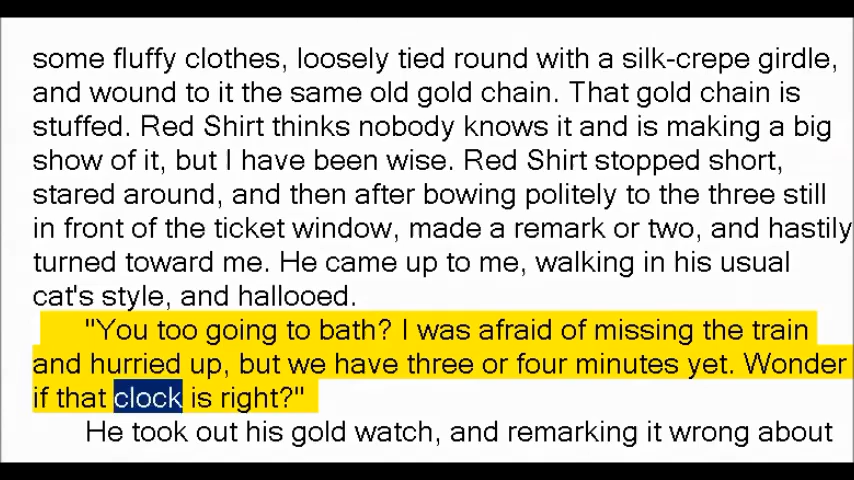 some fluffy clothes, loosely tied round with a silk-crepe girdle,
and wound to it the same old gold chain. That gold chain is
stuffed. Red Shirt thinks nobody knows it and is making a big
show of it, but I have been wise. Red Shirt stopped short,
stared around, and then after bowing politely to the three still
in front of the ticket window, made a remark or two, and hastily
turned toward me. He came up to me, walking in his usual
cat's style, and hallooed.
"You too going to bath? I was afraid of missing the train
and hurried up, but we have three or four minutes yet. Wonder
if that clock is right?"
He took out his gold watch, and remarking it wrong about